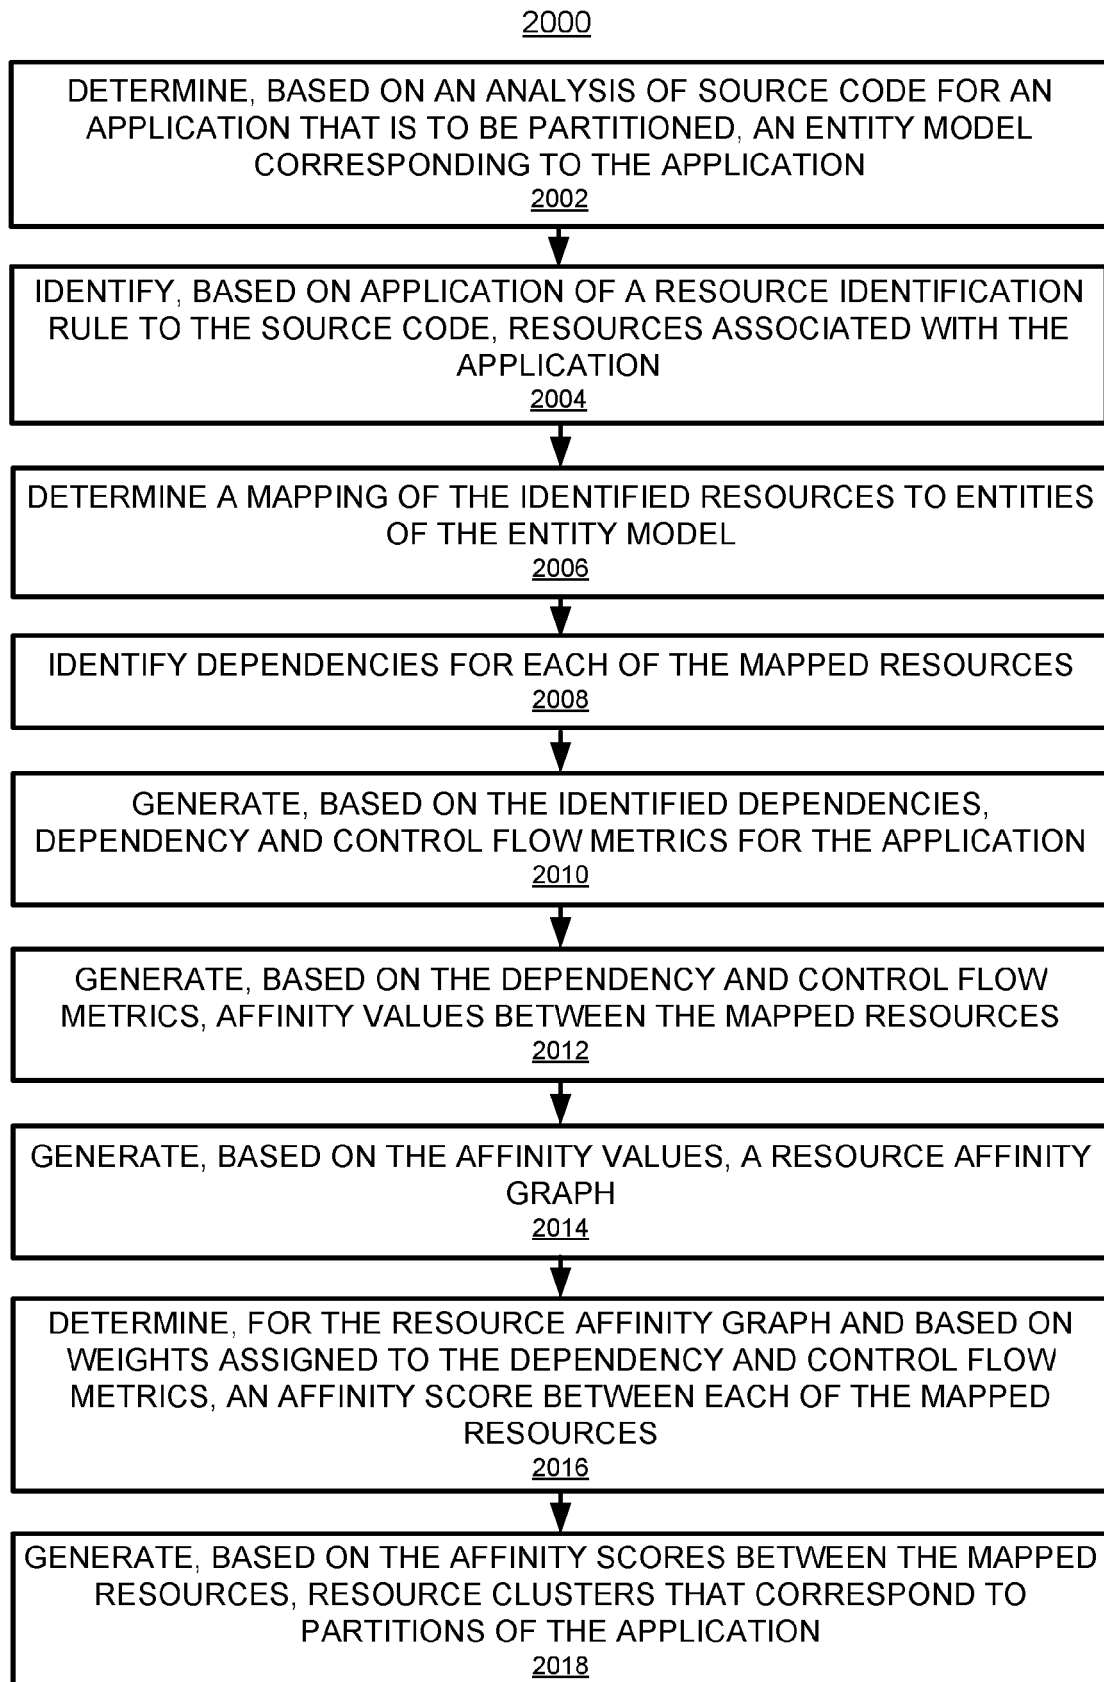 2000
DETERMINE, BASED ON AN ANALYSIS OF SOURCE CODE FOR AN
APPLICATION THAT IS TO BE PARTITIONED, AN ENTITY MODEL
CORRESPONDING TO THE APPLICATION
2002
IDENTIFY, BASED ON APPLICATION OF A RESOURCE IDENTIFICATION
RULE TO THE SOURCE CODE, RESOURCES ASSOCIATED WITH THE
APPLICATION
2004
DETERMINE A MAPPING OF THE IDENTIFIED RESOURCES TO ENTITIES
OF THE ENTITY MODEL
2006
IDENTIFY DEPENDENCIES FOR EACH OF THE MAPPED RESOURCES
2008
GENERATE, BASED ON THE IDENTIFIED DEPENDENCIES,
DEPENDENCY AND CONTROL FLOW METRICS FOR THE APPLICATION
2010
GENERATE, BASED ON THE DEPENDENCY AND CONTROL FLOW
METRICS, AFFINITY VALUES BETWEEN THE MAPPED RESOURCES
2012
GENERATE, BASED ON THE AFFINITY VALUES, A RESOURCE AFFINITY
GRAPH
2014
DETERMINE, FOR THE RESOURCE AFFINITY GRAPH AND BASED ON
WEIGHTS ASSIGNED TO THE DEPENDENCY AND CONTROL FLOW
METRICS, AN AFFINITY SCORE BETWEEN EACH OF THE MAPPED
RESOURCES
2016
GENERATE, BASED ON THE AFFINITY SCORES BETWEEN THE MAPPED
RESOURCES, RESOURCE CLUSTERS THAT CORRESPOND TO
PARTITIONS OF THE APPLICATION
2018